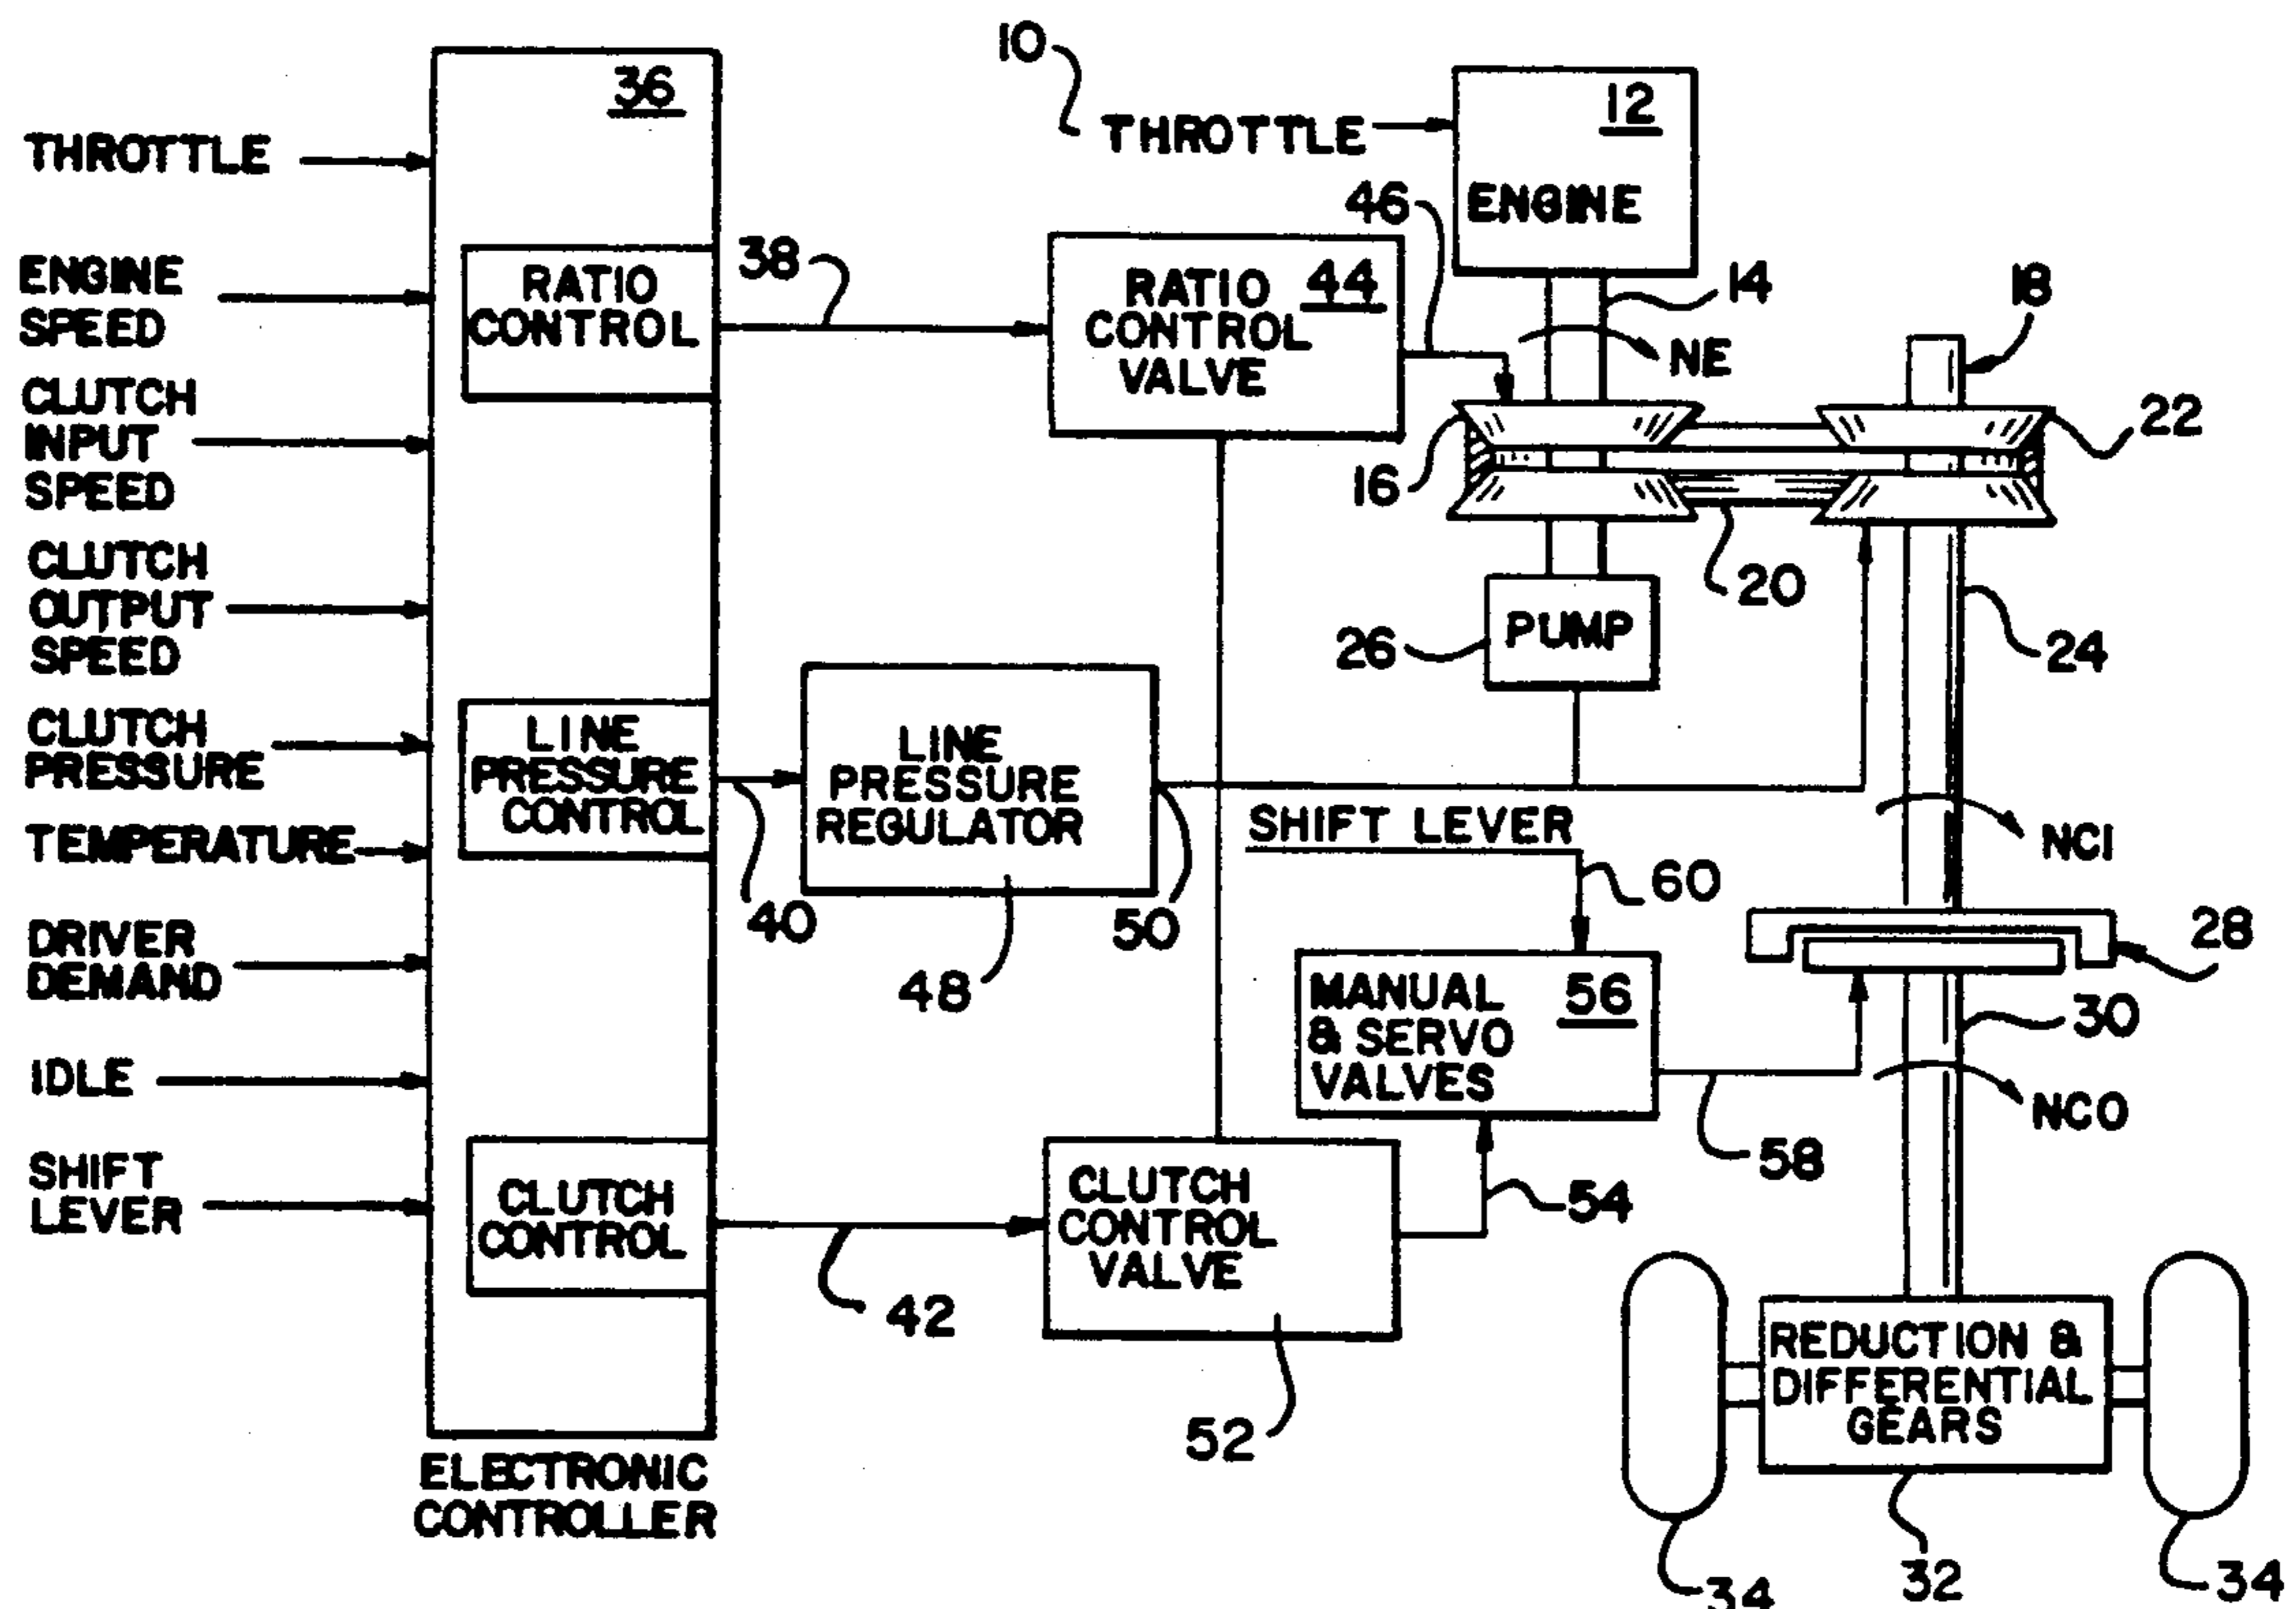 10
THROTTLE
12
ENGINE
14
46
NE
18
16
22
20
24
PUMP
26
36
THROTTLE
ENGINE
SPEED
CLUTCH
INPUT
SPEED
CLUTCH
OUTPUT
SPEED
CLUTCH
PRESSURE
TEMPERATURE
DRIVER
DEMAND
IDLE
SHIFT
LEVER
RATIO
CONTROL
38
RATIO
CONTROL
VALVE
44
LINE
PRESSURE
CONTROL
40
LINE
PRESSURE
REGULATOR
48
50
SHIFT LEVER
60
NCI
28
MANUAL
& SERVO
VALVES
56
30
NCO
58
54
CLUTCH
CONTROL
42
CLUTCH
CONTROL
VALVE
52
REDUCTION &
DIFFERENTIAL
GEARS
32
34
34
ELECTRONIC
CONTROLLER